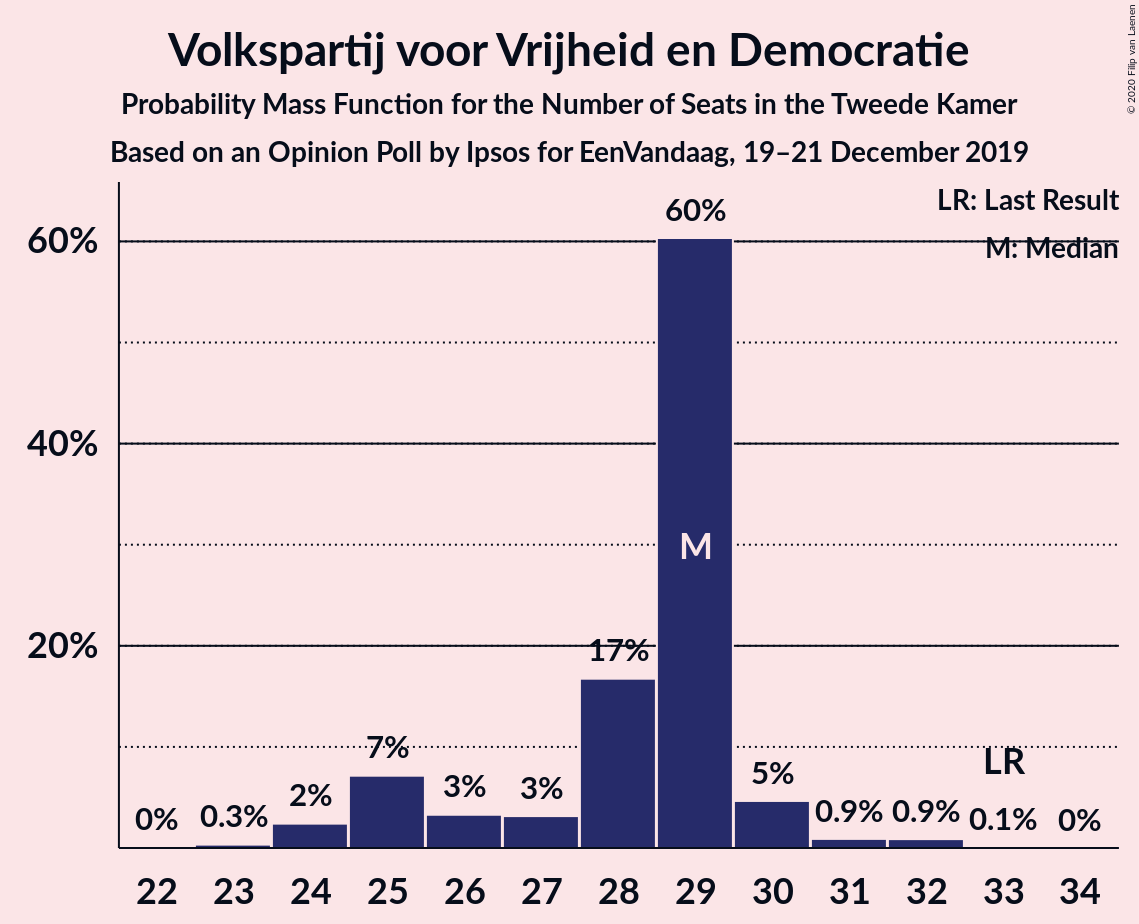 Volkspartij voor Vrijheid en Democratie
Probability Mass Function for the Number of Seats in the Tweede Kamer
Based on an Opinion Poll by Ipsos for EenVandaag, 19–21 December 2019
© 2020 Filip van Laenen
LR: Last Result
M: Median
60%
40%
20%
0%
0.3%
2%
7%
3%
3%
17%
60%
M
5%
0.9%
0.9%
LR
0.1%
0%
22 23 24 25 26 27 28 29 30 31 32 33 34